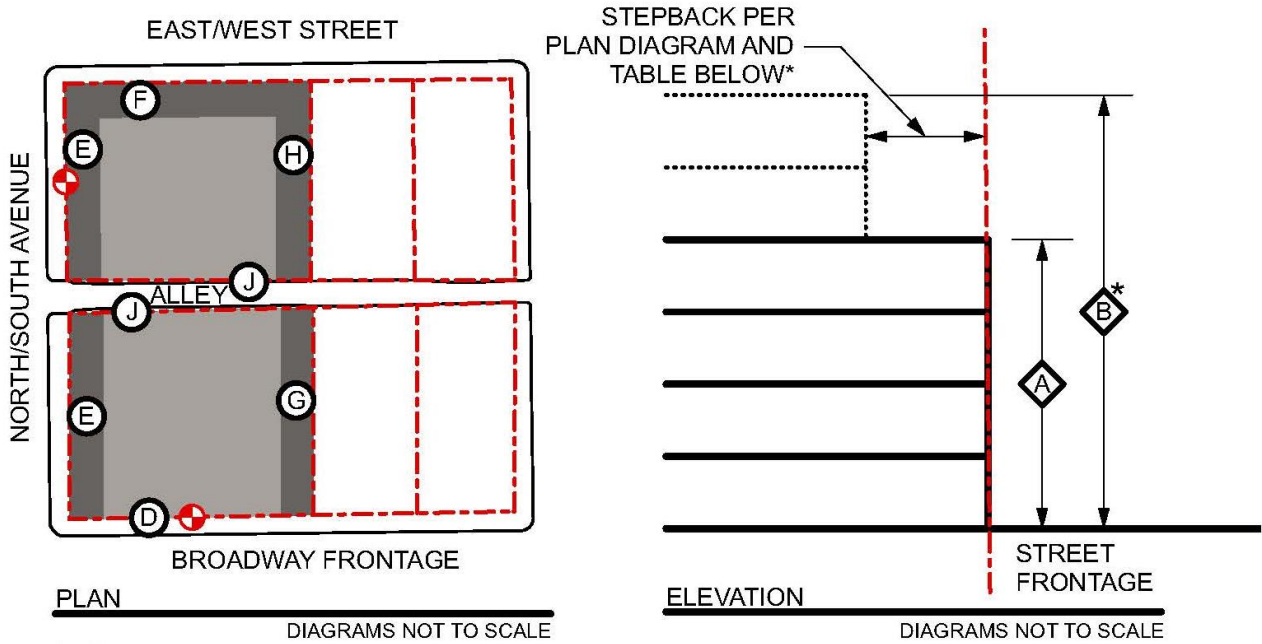 EAST/WEST STREET
F
E
H
NORTH/SOUTH AVENUE
J
ALLEY
J
E
G
D
BROADWAY FRONTAGE
PLAN
DIAGRAMS NOT TO SCALE
STEPBACK PER
PLAN DIAGRAM AND
TABLE BELOW*
B*
A
STREET
FRONTAGE
ELEVATION
DIAGRAMS NOT TO SCALE